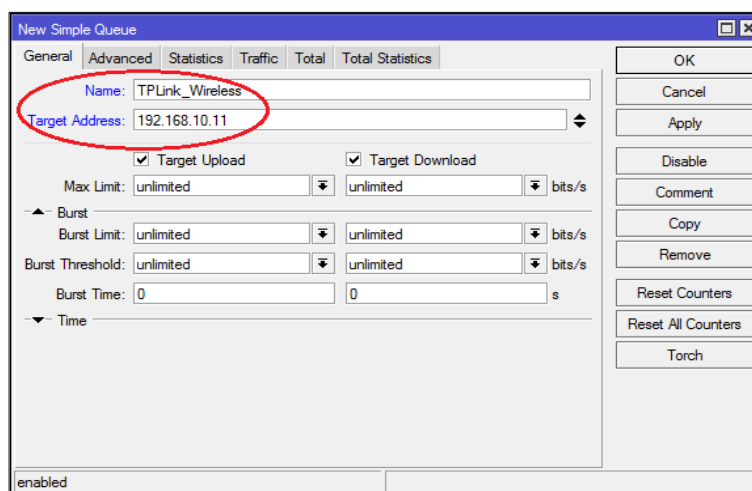 New Simple Queue
General Advanced Statistics Traffic Total Total Statistics
Name: TPLink_Wireless
Target Address: 192.168.10.11
Target Upload Target Download
Max Limit: unlimited unlimited bits/s
Burst
Burst Limit: unlimited unlimited bits/s
Burst Threshold: unlimited unlimited bits/s
Burst Time: 0 0 s
Time
OK
Cancel
Apply
Disable
Comment
Copy
Remove
Reset Counters
Reset All Counters
Torch
enabled